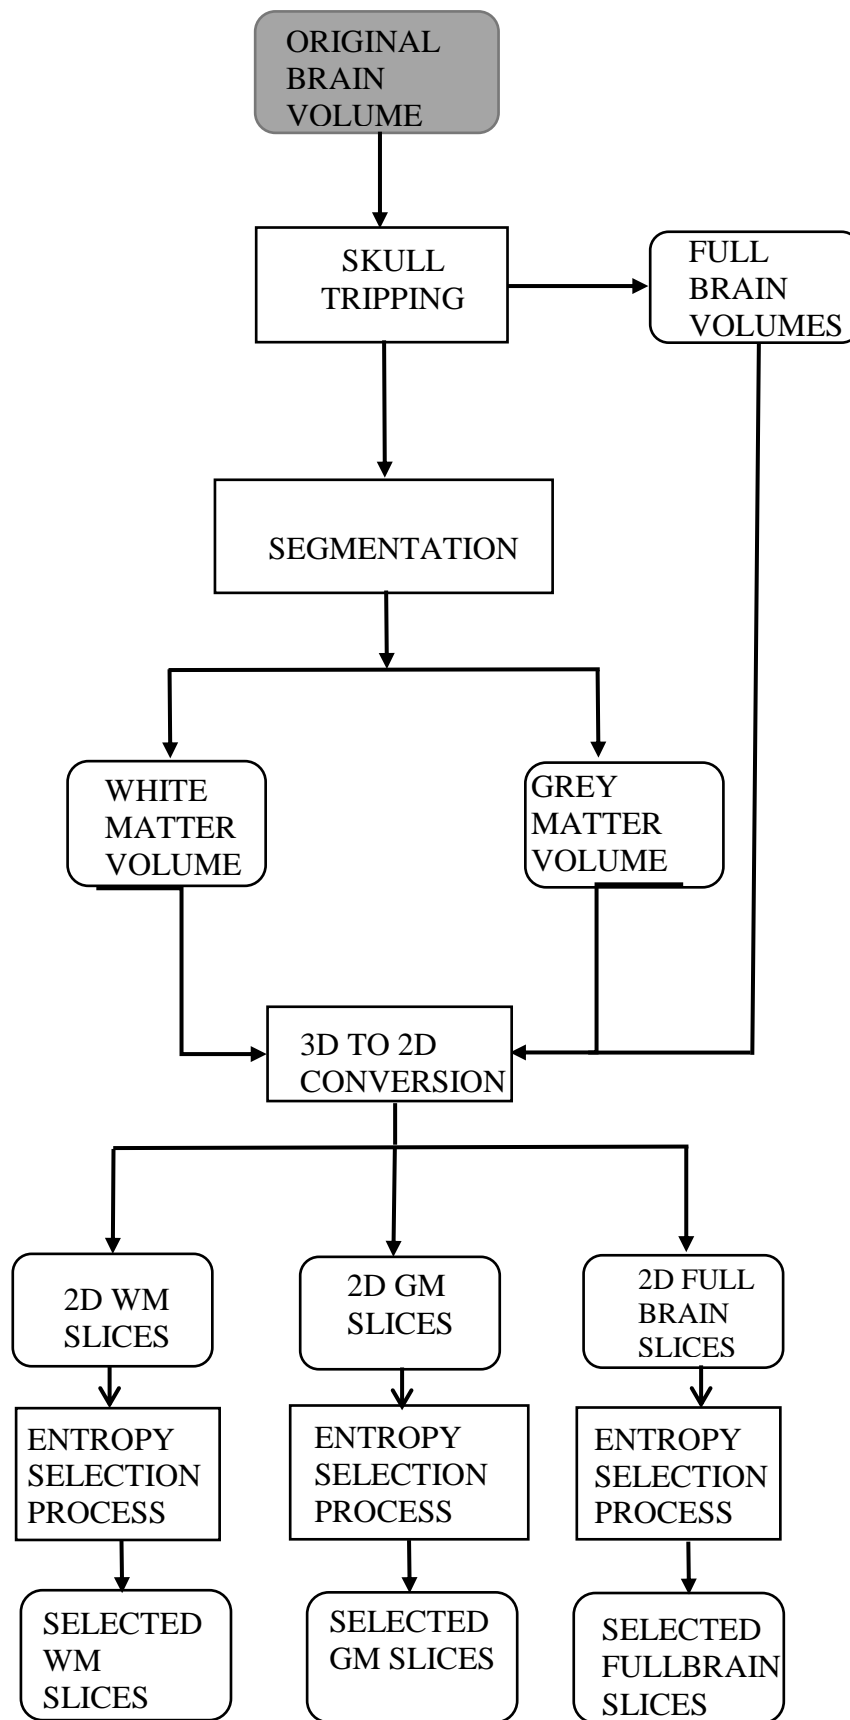 ORIGINAL
BRAIN
VOLUME
SKULL
TRIPPING
FULL
BRAIN
VOLUMES
SEGMENTATION
WHITE
MATTER
VOLUME
GREY
MATTER
VOLUME
3D TO 2D
CONVERSION
2D WM
SLICES
2D GM
SLICES
2D FULL
BRAIN
SLICES
ENTROPY
SELECTION
PROCESS
ENTROPY
SELECTION
PROCESS
ENTROPY
SELECTION
PROCESS
SELECTED
WM
SLICES
SELECTED
GM SLICES
SELECTED
FULLBRAIN
SLICES